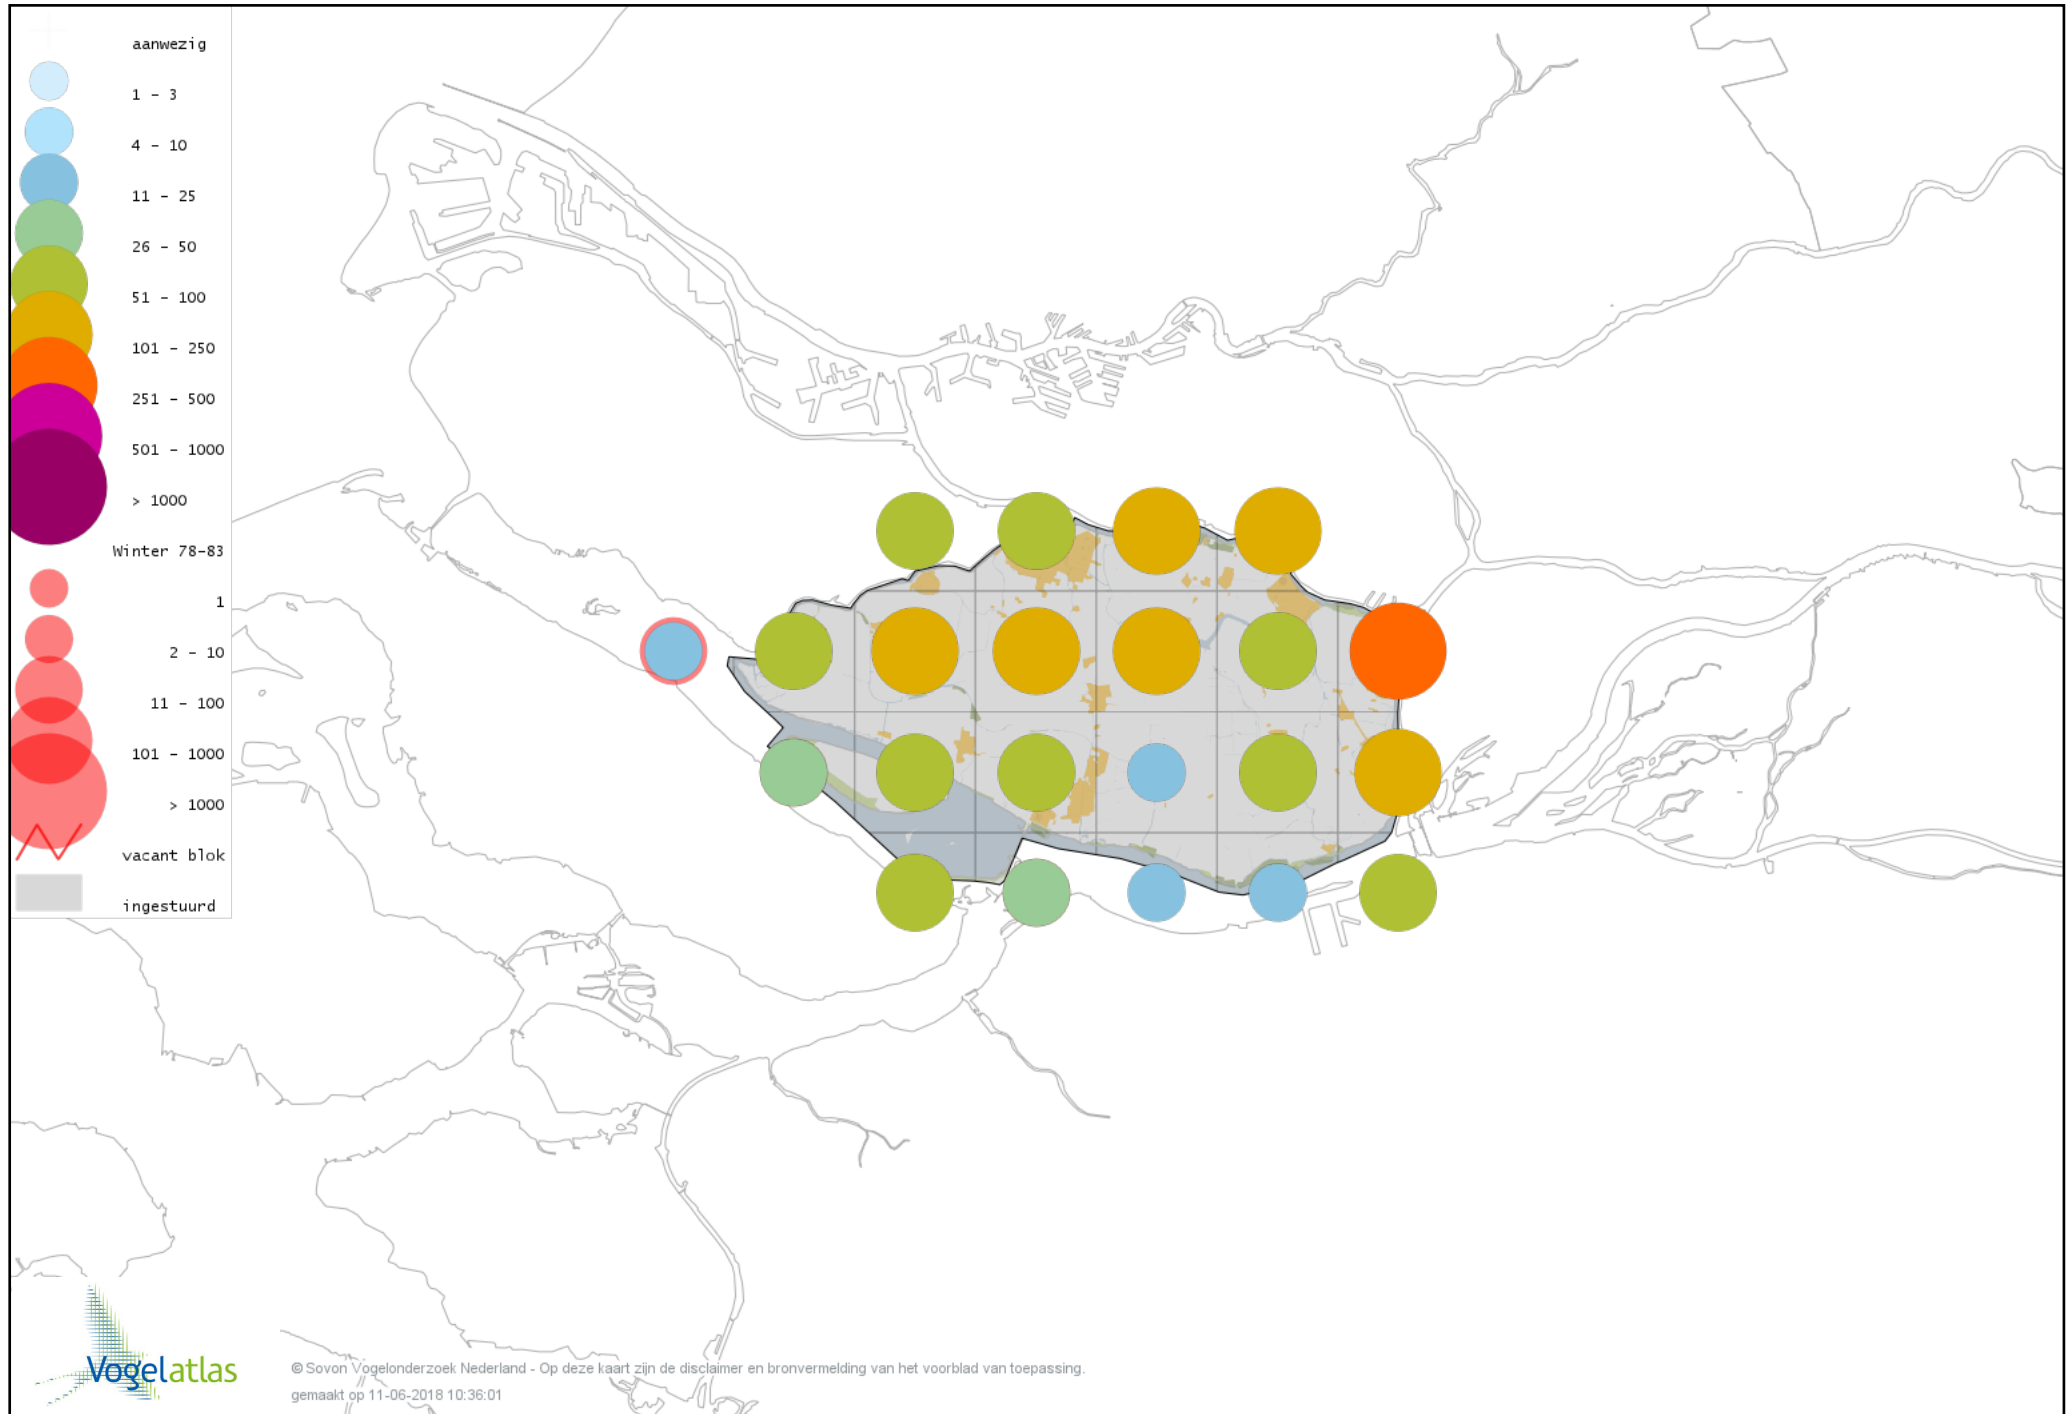 aanwezig
1 – 3
4 – 10
11 – 25
26 – 50
51 – 100
101 – 250
251 – 500
501 – 1000
> 1000
Winter 78-83
1
2 – 10
11 – 100
101 – 1000
> 1000
vacant blok
ingestuurd
Vogelatlas
© Sovon Vogelonderzoek Nederland - Op deze kaart zijn de disclaimer en bronvermelding van het voorblad van toepassing.
gemaakt op 11-06-2018 10:36:01